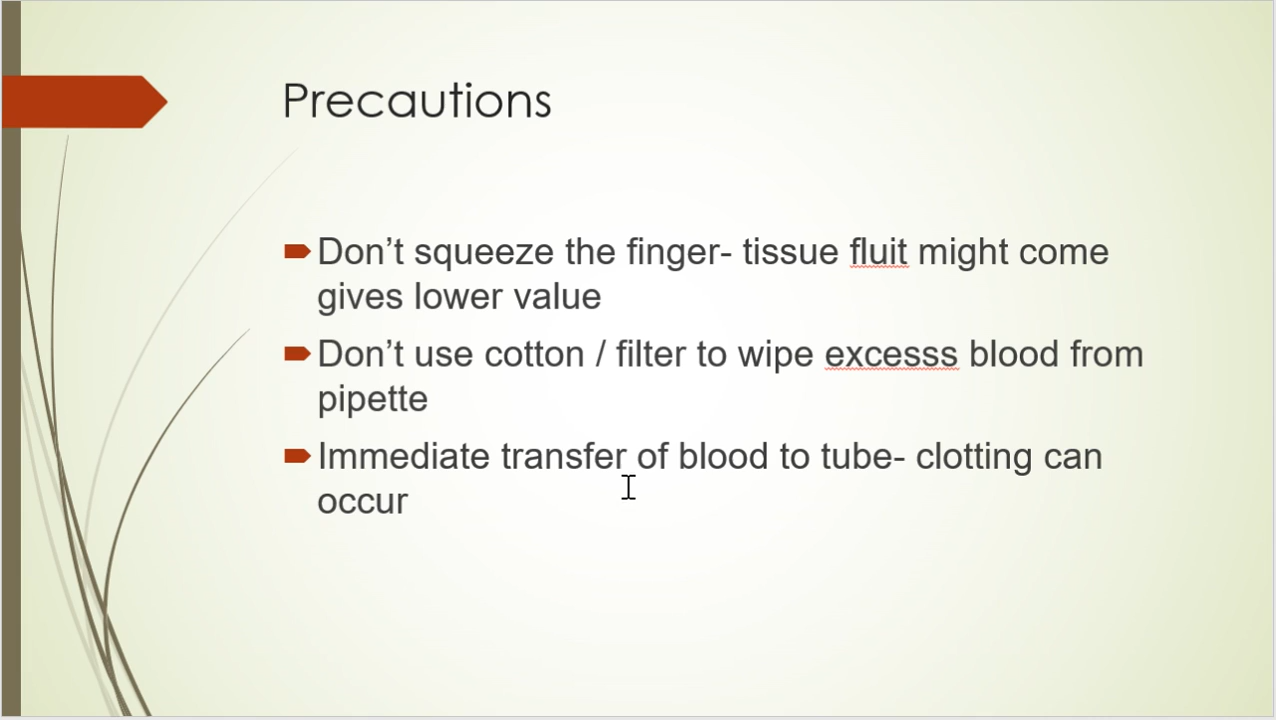 Precautions
Don’t squeeze the finger- tissue fluit might come
gives lower value
Don’t use cotton / filter to wipe excesss blood from
pipette
Immediate transfer of blood to tube- clotting can
occur